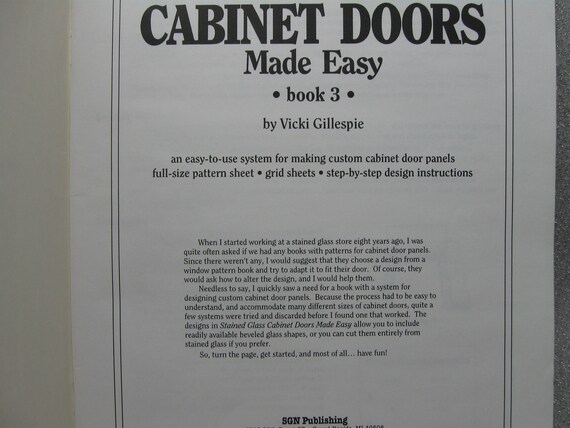 CABINET DOORS
Made Easy
• book 3 •
by Vicki Gillespie
an easy-to-use system for making custom cabinet door panels
full-size pattern sheet • grid sheets • step-by-step design instructions
When I started working at a stained glass store eight years ago, I was
quite often asked if we had any books with patterns for cabinet door panels.
Since there weren't any, I would suggest that they choose a design from a
window pattern book and try to adapt it to fit their door. Of course, they
would ask how to alter the design, and I would help them.
Needless to say, I quickly saw a need for a book with a system for
designing custom cabinet door panels. Because the process had to be easy to
understand, and accommodate many different sizes of cabinet doors, quite a
few systems were tried and discarded before I found one that worked. The
designs in Stained Glass Cabinet Doors Made Easy allow you to include
readily available beveled glass shapes, or you can cut them entirely from
stained glass if you prefer.
So, turn the page, get started, and most of all... have fun!
SGN Publishing